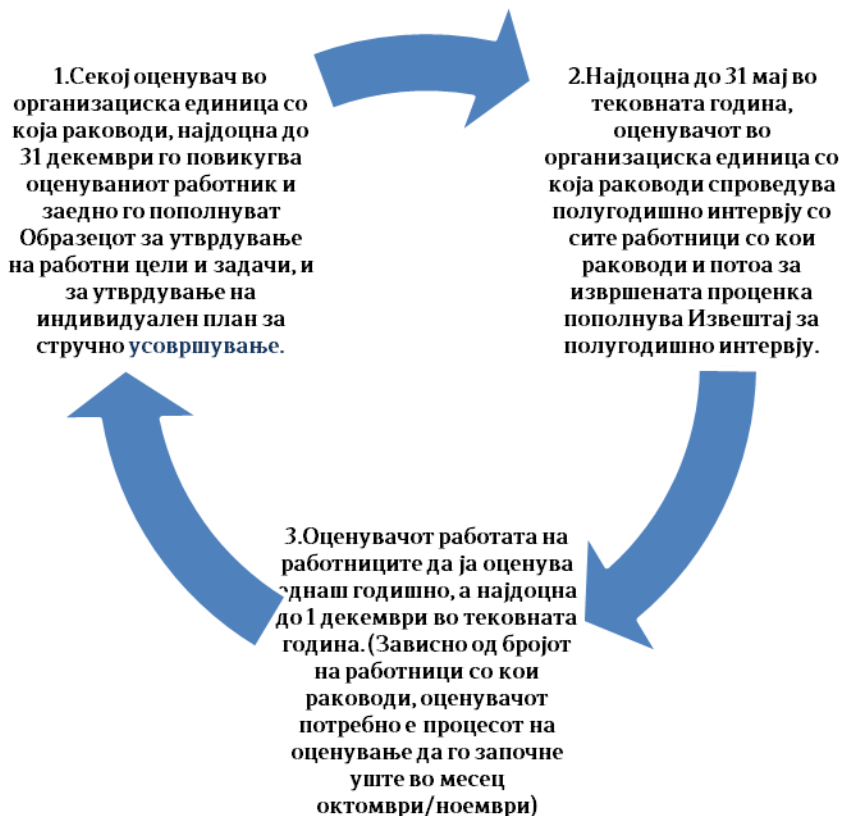 1.Секој оценувач во
организациска единица со
која раководи, најдоцна до
31 декември го повикугва
оценуваниот работник и
заедно го пополнуват
Образецот за утврдување
на работни цели и задачи, и
за утврдување на
индивидуален план за
стручно усовршување.
2.Најдоцна до 31 мај во
тековната година,
оценувачот во
организациска единица со
која раководи спроведува
полугодишно интервју со
сите работници со кои
раководи и потоа за
извршената проценка
пополнува Извештај за
полугодишно интервју.
3.Оценувачот работата на
работниците да ја оценува
еднаш годишно, а најдоцна
до 1 декември во тековната
година. (Зависно од бројот
на работници со кои
раководи, оценувачот
потребно е процесот на
оценување да го започне
уште во месец
октомври/ноември)